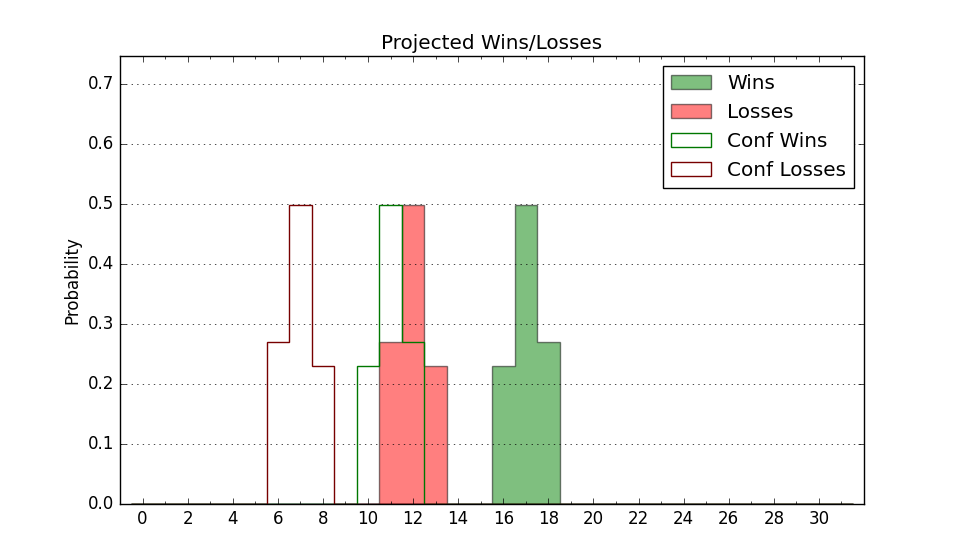 Projected Wins/Losses
Wins
Losses
Conf Wins
Conf Losses
Probability
0.7
0.6
0.5
0.4
0.3
0.2
0.1
0.0
0 2 4 6 8 10 12 14 16 18 20 22 24 26 28 30